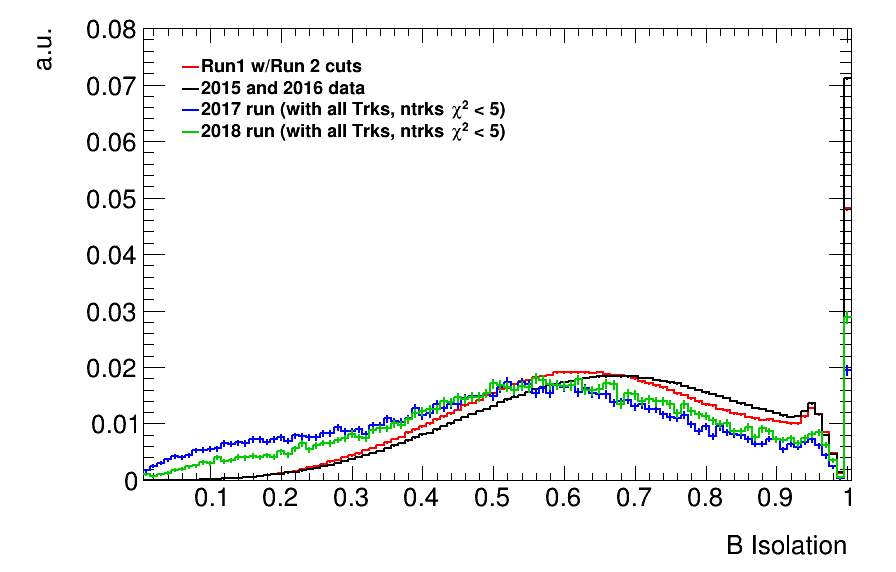 a.u.
0.08
0.07
0.06
0.05
0.04
0.03
0.02
0.01
0
Run1 w/Run 2 cuts
2015 and 2016 data
2017 run (with all Trks, ntrks χ² < 5)
2018 run (with all Trks, ntrks χ² < 5)
0.1 0.2 0.3 0.4 0.5 0.6 0.7 0.8 0.9 1
B Isolation